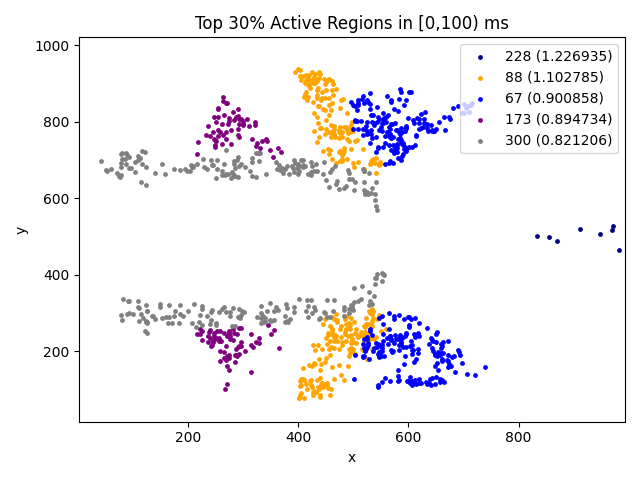 Top 30% Active Regions in [0,100) ms
228 (1.226935)
88 (1.102785)
67 (0.900858)
173 (0.894734)
300 (0.821206)
1000
800
600
400
200
y
200 400 600 800
x